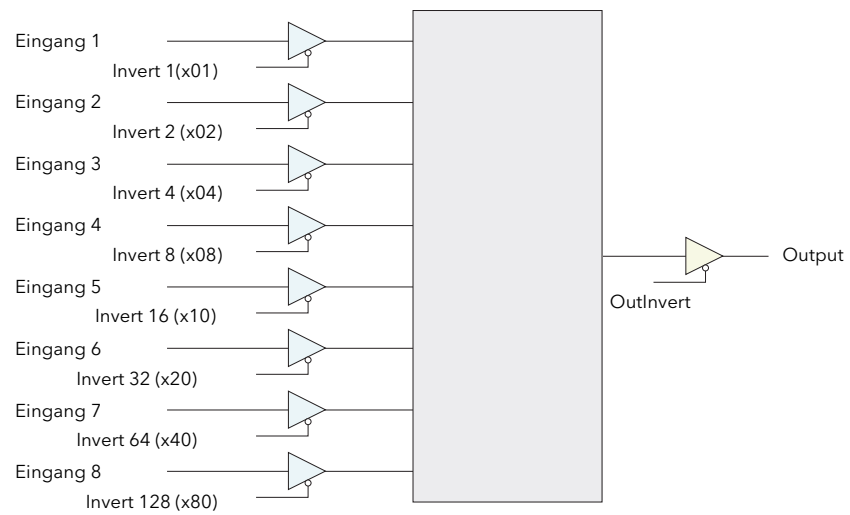 Eingang 1
Invert 1(x01)
Eingang 2
Invert 2 (x02)
Eingang 3
Invert 4 (x04)
Eingang 4
Invert 8 (x08)
Eingang 5
Invert 16 (x10)
Eingang 6
Invert 32 (x20)
Eingang 7
Invert 64 (x40)
Eingang 8
Invert 128 (x80)
Output
OutInvert